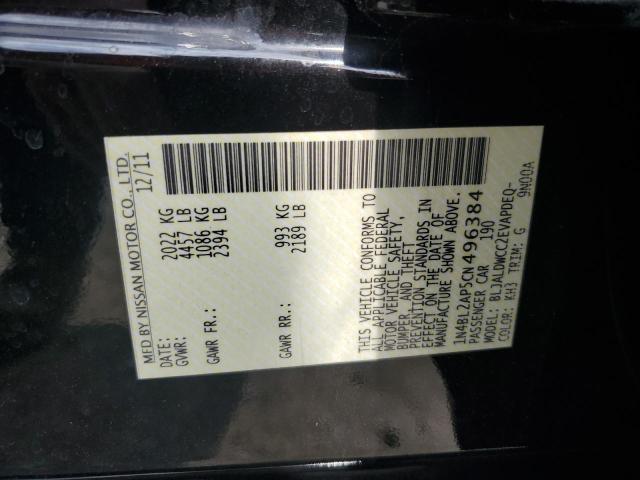 MFD BY NISSAN MOTOR CO., LTD.
DATE: 12/11
GVWR: 2022 KG
4457 LB
GAWR FR.: 1086 KG
2394 LB
GAWR RR.: 993 KG
2189 LB
THIS VEHICLE CONFORMS TO
ALL APPLICABLE FEDERAL
MOTOR VEHICLE SAFETY,
BUMPER, AND THEFT
PREVENTION STANDARDS IN
EFFECT ON THE DATE OF
MANUFACTURE SHOWN ABOVE.
1N4BL2AP5CN496384
PASSENGER CAR 190
MODEL: BLJALDWCC2EVAPDEQ-
COLOR: KH3 TRIM: G 9N00A